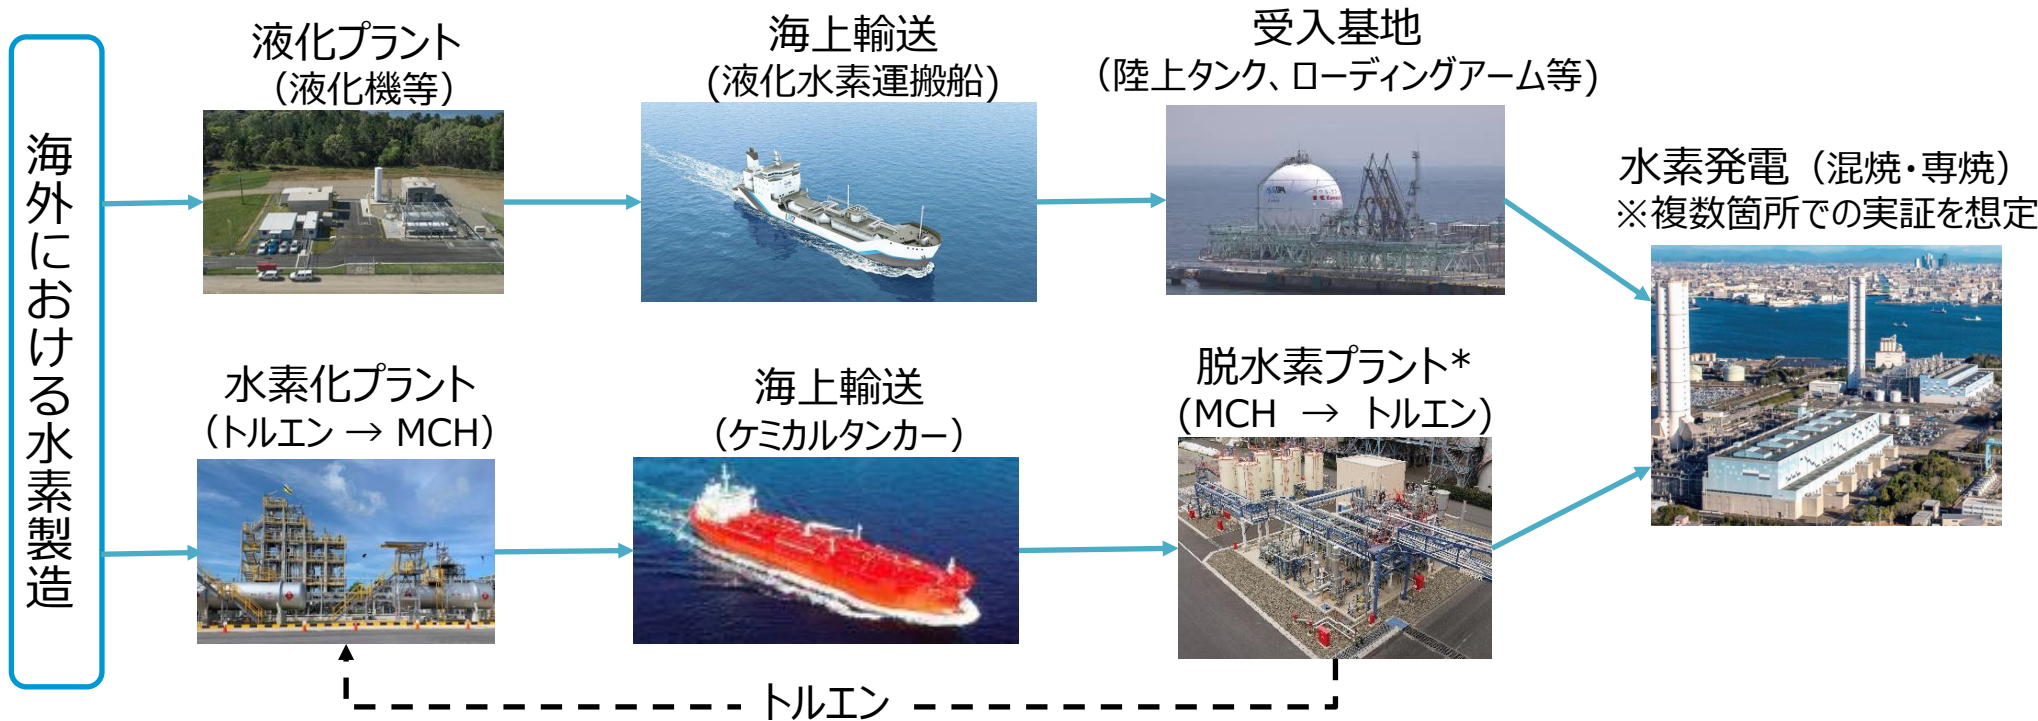 海外における水素製造
液化プラント
（液化機等）
海上輸送
(液化水素運搬船)
受入基地
（陸上タンク、ローディングアーム等）
水素発電（混焼・専焼）
※複数箇所での実証を想定
水素化プラント
（トルエン → MCH）
海上輸送
（ケミカルタンカー）
脱水素プラント*
(MCH → トルエン)
トルエン